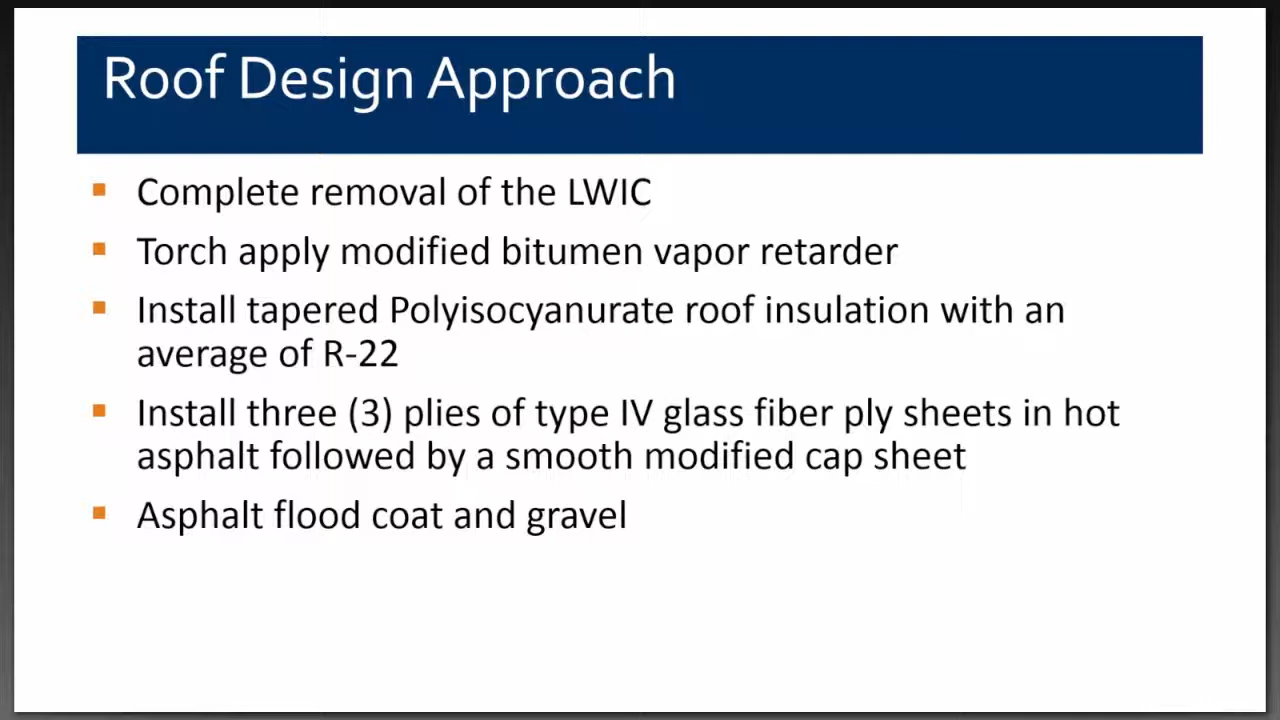 Roof Design Approach
Complete removal of the LWIC
Torch apply modified bitumen vapor retarder
Install tapered Polyisocyanurate roof insulation with an
average of R-22
Install three (3) plies of type IV glass fiber ply sheets in hot
asphalt followed by a smooth modified cap sheet
Asphalt flood coat and gravel